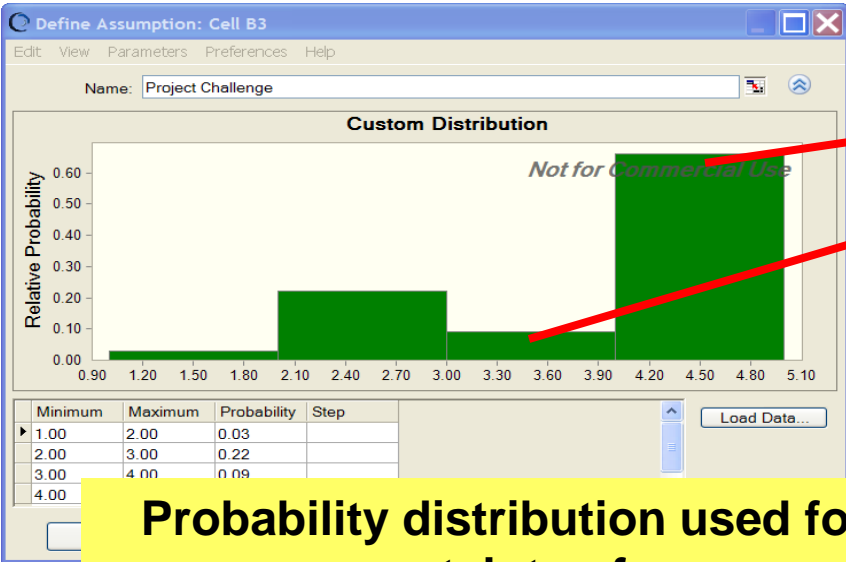 Define Assumption: Cell B3
Edit View Parameters Preferences Help
Name: Project Challenge
Custom Distribution
Not for Commercial Use
Relative Probability
0.60
0.50
0.40
0.30
0.20
0.10
0.00
0.90 1.20 1.50 1.80 2.10 2.40 2.70 3.00 3.30 3.60 3.90 4.20 4.50 4.80 5.10
Minimum Maximum Probability Step
Load Data...
1.00 2.00 0.03
2.00 3.00 0.22
3.00 4.00 0.09
4.00
Probability distribution used fo